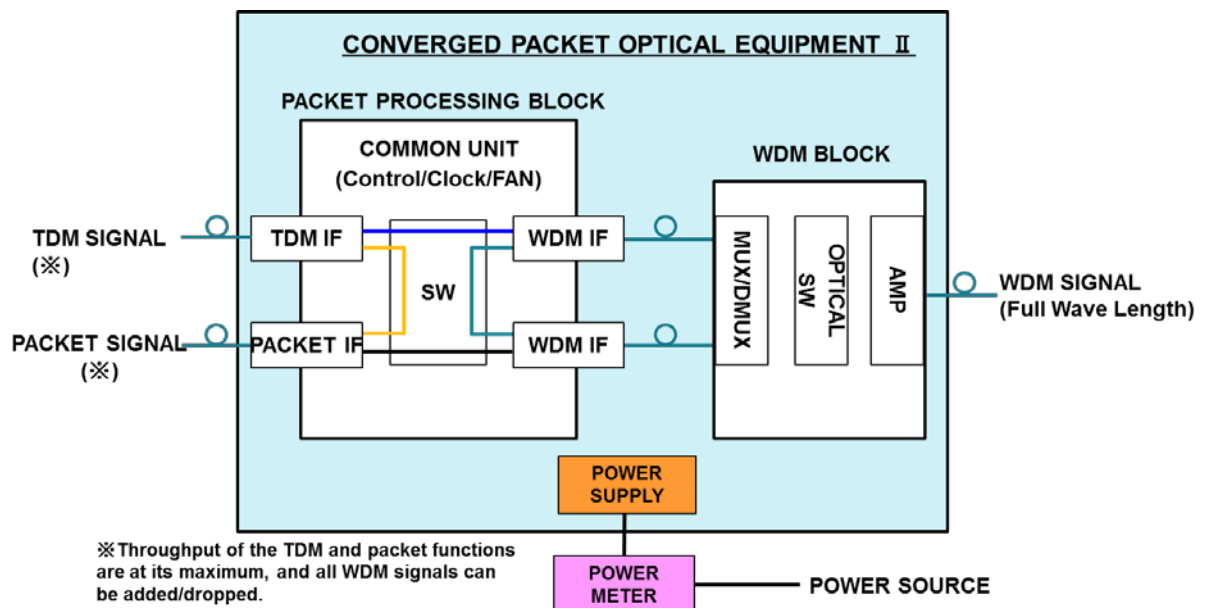 CONVERGED PACKET OPTICAL EQUIPMENT Ⅱ
PACKET PROCESSING BLOCK
COMMON UNIT
(Control/Clock/FAN)
WDM BLOCK
TDM SIGNAL
(※)
TDM IF
WDM IF
SW
MUX/DMUX
OPTICAL
SW
AMP
WDM SIGNAL
(Full Wave Length)
PACKET SIGNAL
(※)
PACKET IF
WDM IF
POWER
SUPPLY
※Throughput of the TDM and packet functions
are at its maximum, and all WDM signals can
be added/dropped.
POWER
METER
POWER SOURCE